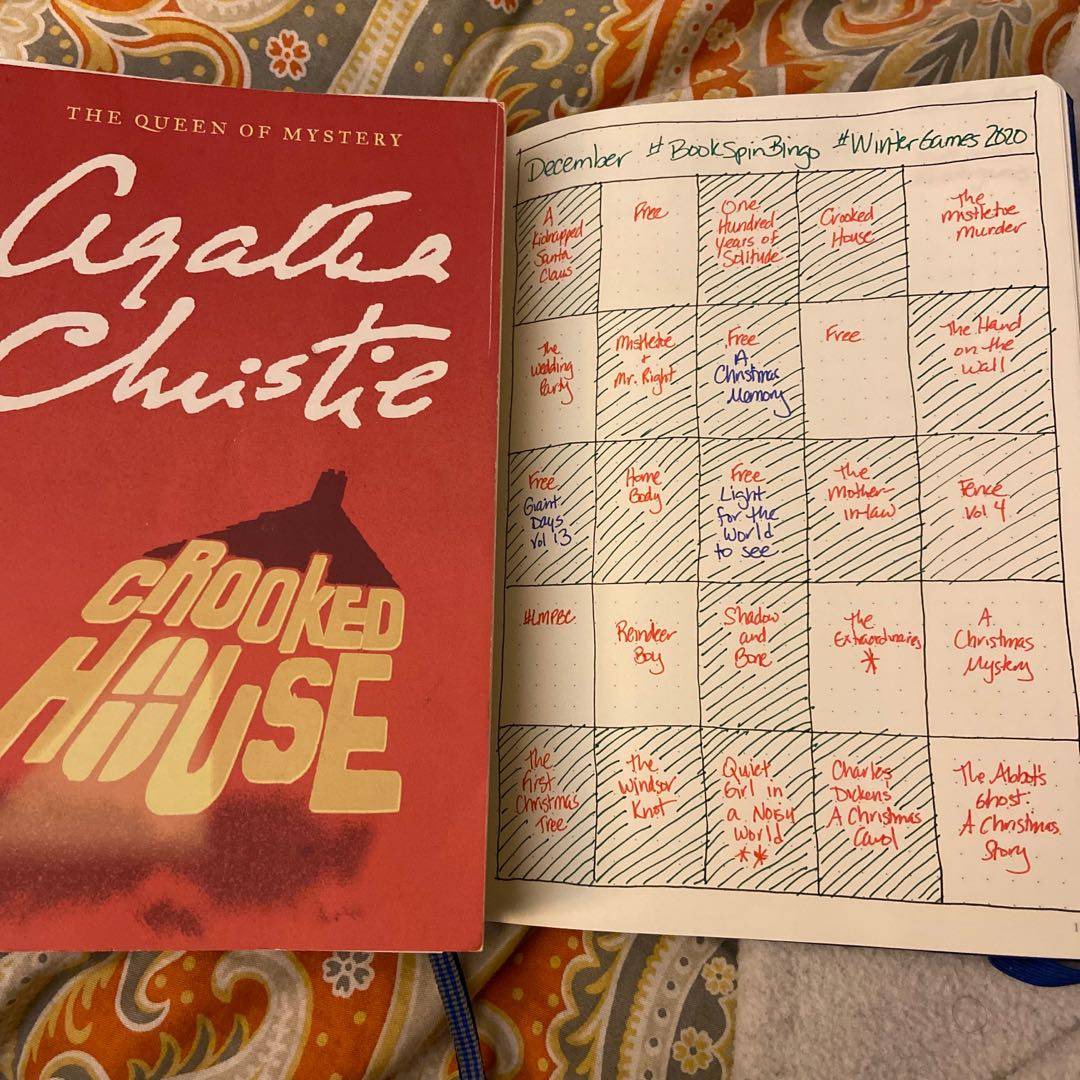 THE QUEEN OF MYSTERY
Agatha
Christie
CROOKED
HOUSE
December #BookSpinBingo #WinterGames2020
A
Kidnapped
Santa
Claus
Free
One
Hundred
Years of
Solitude
Crooked
House
The
Mistletoe
Murder
The
Wedding
Party
Mistletoe
+
Mr. Right
Free
A
Christmas
Memory
Free
The Hand
on the
Wall
Free
Giant
Days
Vol 13
Home
Body
Free
Light
for the
World
to see
The
Mother-
in-law
Fence
Vol 4
#LMPBC
Reindeer
Boy
Shadow
and
Bone
The
Extraordinaries
*
A
Christmas
Mystery
The
First
Christmas
Tree
The
Windsor
Knot
Quiet
Girl in
a Noisy
World
**
Charles
Dickens'
A Christmas
Carol
The Abbot's
Ghost:
A Christmas
Story